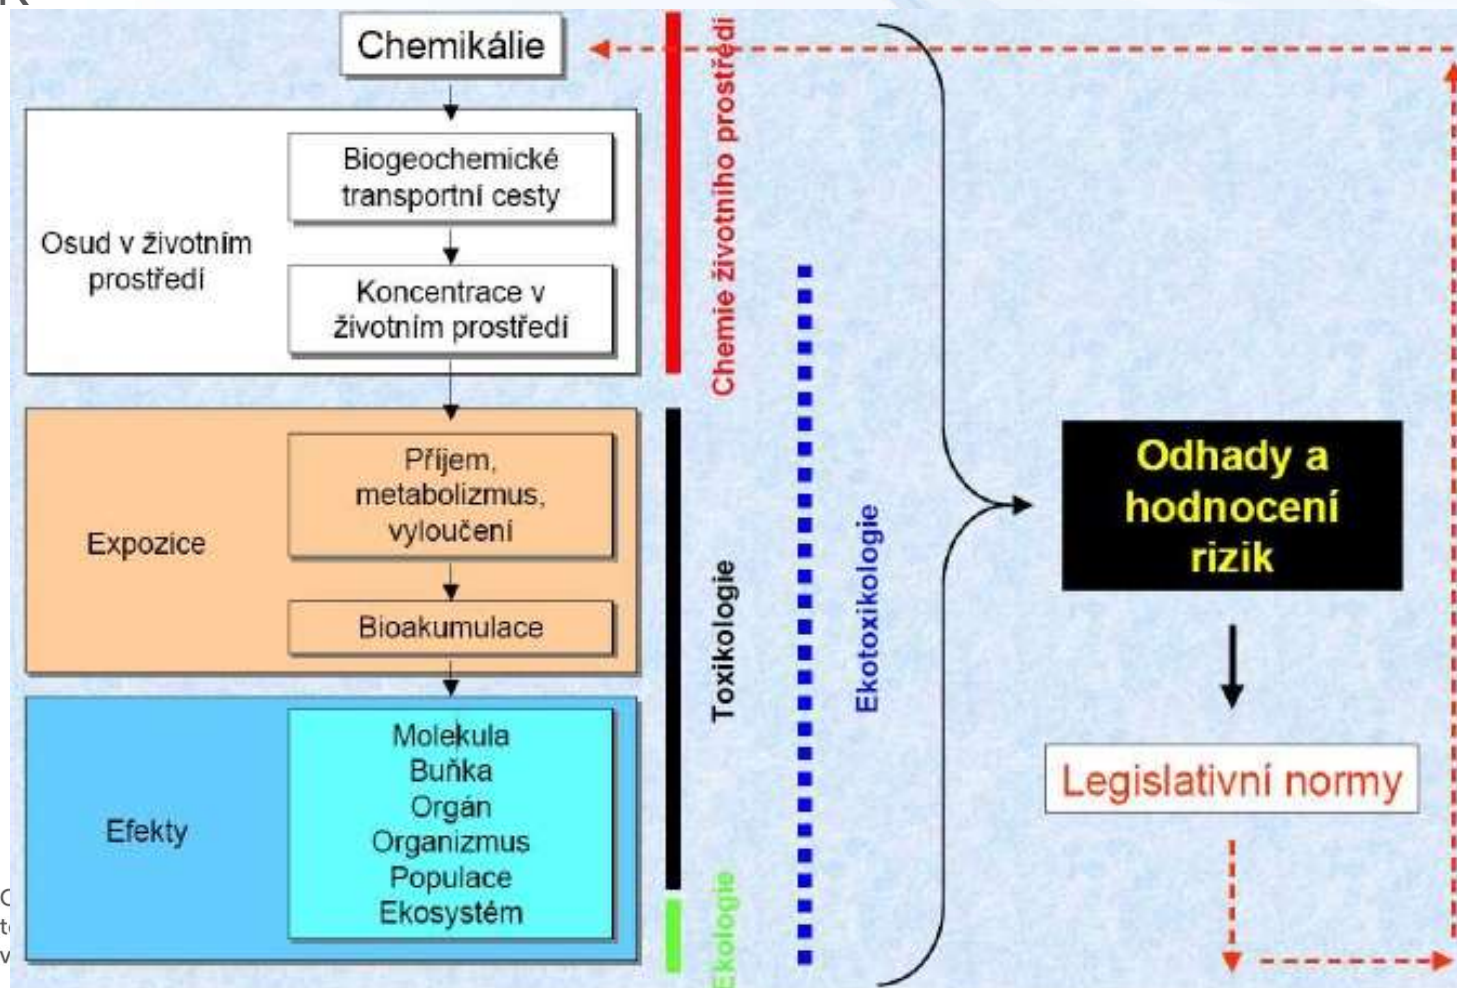 Chemikálie
Osud v životním
prostředí
Biogeochemické
transportní cesty
Koncentrace v
životním prostředí
Expozice
Příjem,
metabolizmus,
vyloučení
Bioakumulace
Efekty
Molekula
Buňka
Orgán
Organizmus
Populace
Ekosystém
Chemie životního prostředí
Toxikologie
Ekologie
Ekotoxikologie
Odhady a
hodnocení
rizik
Legislativní normy